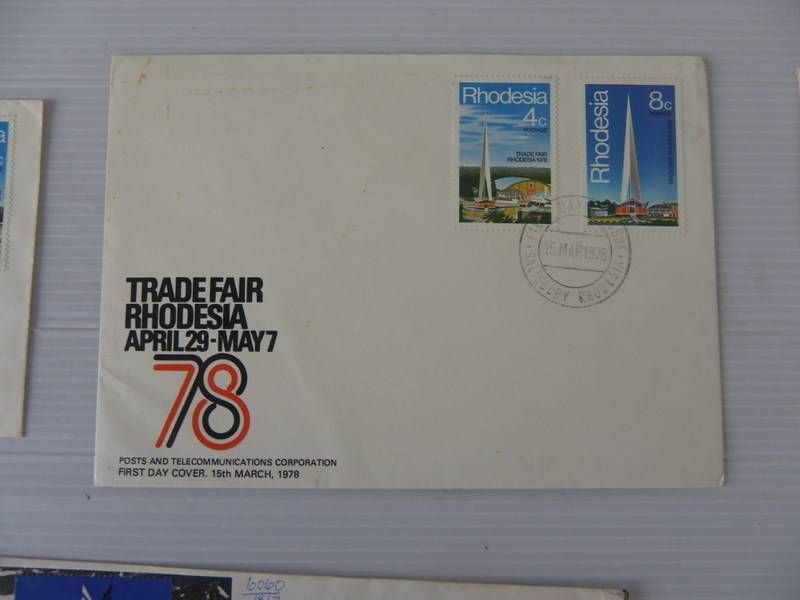 Rhodesia
4c
POSTAGE
TRADE FAIR
RHODESIA 1978
Rhodesia
8c
POSTAGE
15.MAR.1978
SALISBURY RHODESIA
TRADE FAIR
RHODESIA
APRIL 29-MAY 7
78
POSTS AND TELECOMMUNICATIONS CORPORATION
FIRST DAY COVER. 15th MARCH, 1978
a
c
6060